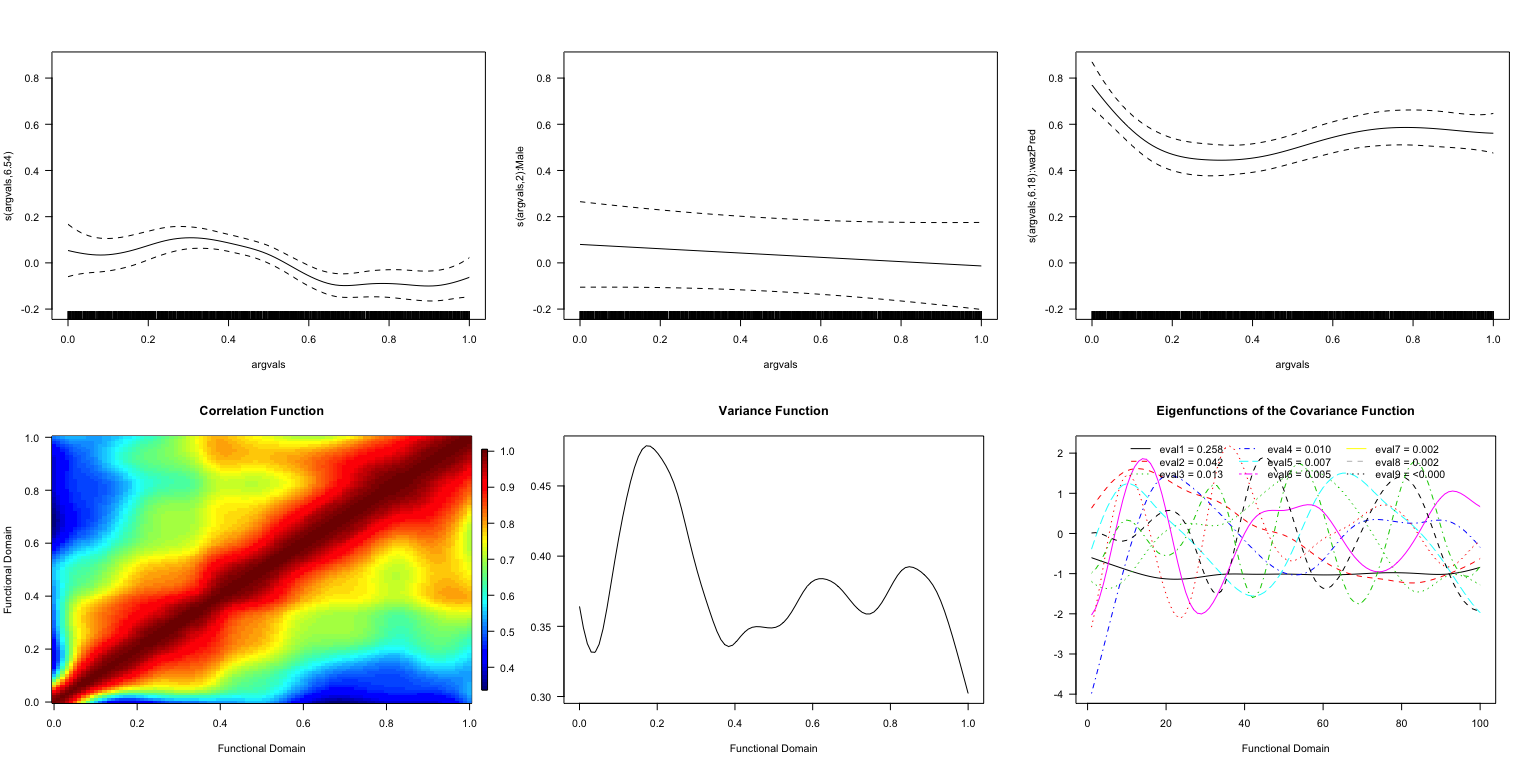 s(argvals,6.54)
0.8
0.6
0.4
0.2
0.0
-0.2
0.0 0.2 0.4 0.6 0.8 1.0
argvals
s(argvals,2):Male
0.8
0.6
0.4
0.2
0.0
-0.2
0.0 0.2 0.4 0.6 0.8 1.0
argvals
s(argvals,6.18):wazPred
0.8
0.6
0.4
0.2
0.0
-0.2
0.0 0.2 0.4 0.6 0.8 1.0
argvals
Correlation Function
Functional Domain
1.0
0.8
0.6
0.4
0.2
0.0
0.0 0.2 0.4 0.6 0.8 1.0
Functional Domain
1.0
0.9
0.8
0.7
0.6
0.5
0.4
Variance Function
0.45
0.40
0.35
0.30
0.0 0.2 0.4 0.6 0.8 1.0
Functional Domain
Eigenfunctions of the Covariance Function
eval1 = 0.258 eval4 = 0.010 eval7 = 0.002
eval2 = 0.042 eval5 = 0.007 eval8 = 0.002
eval3 = 0.013 eval6 = 0.005 eval9 = <0.000
2
1
0
-1
-2
-3
-4
0 20 40 60 80 100
Functional Domain